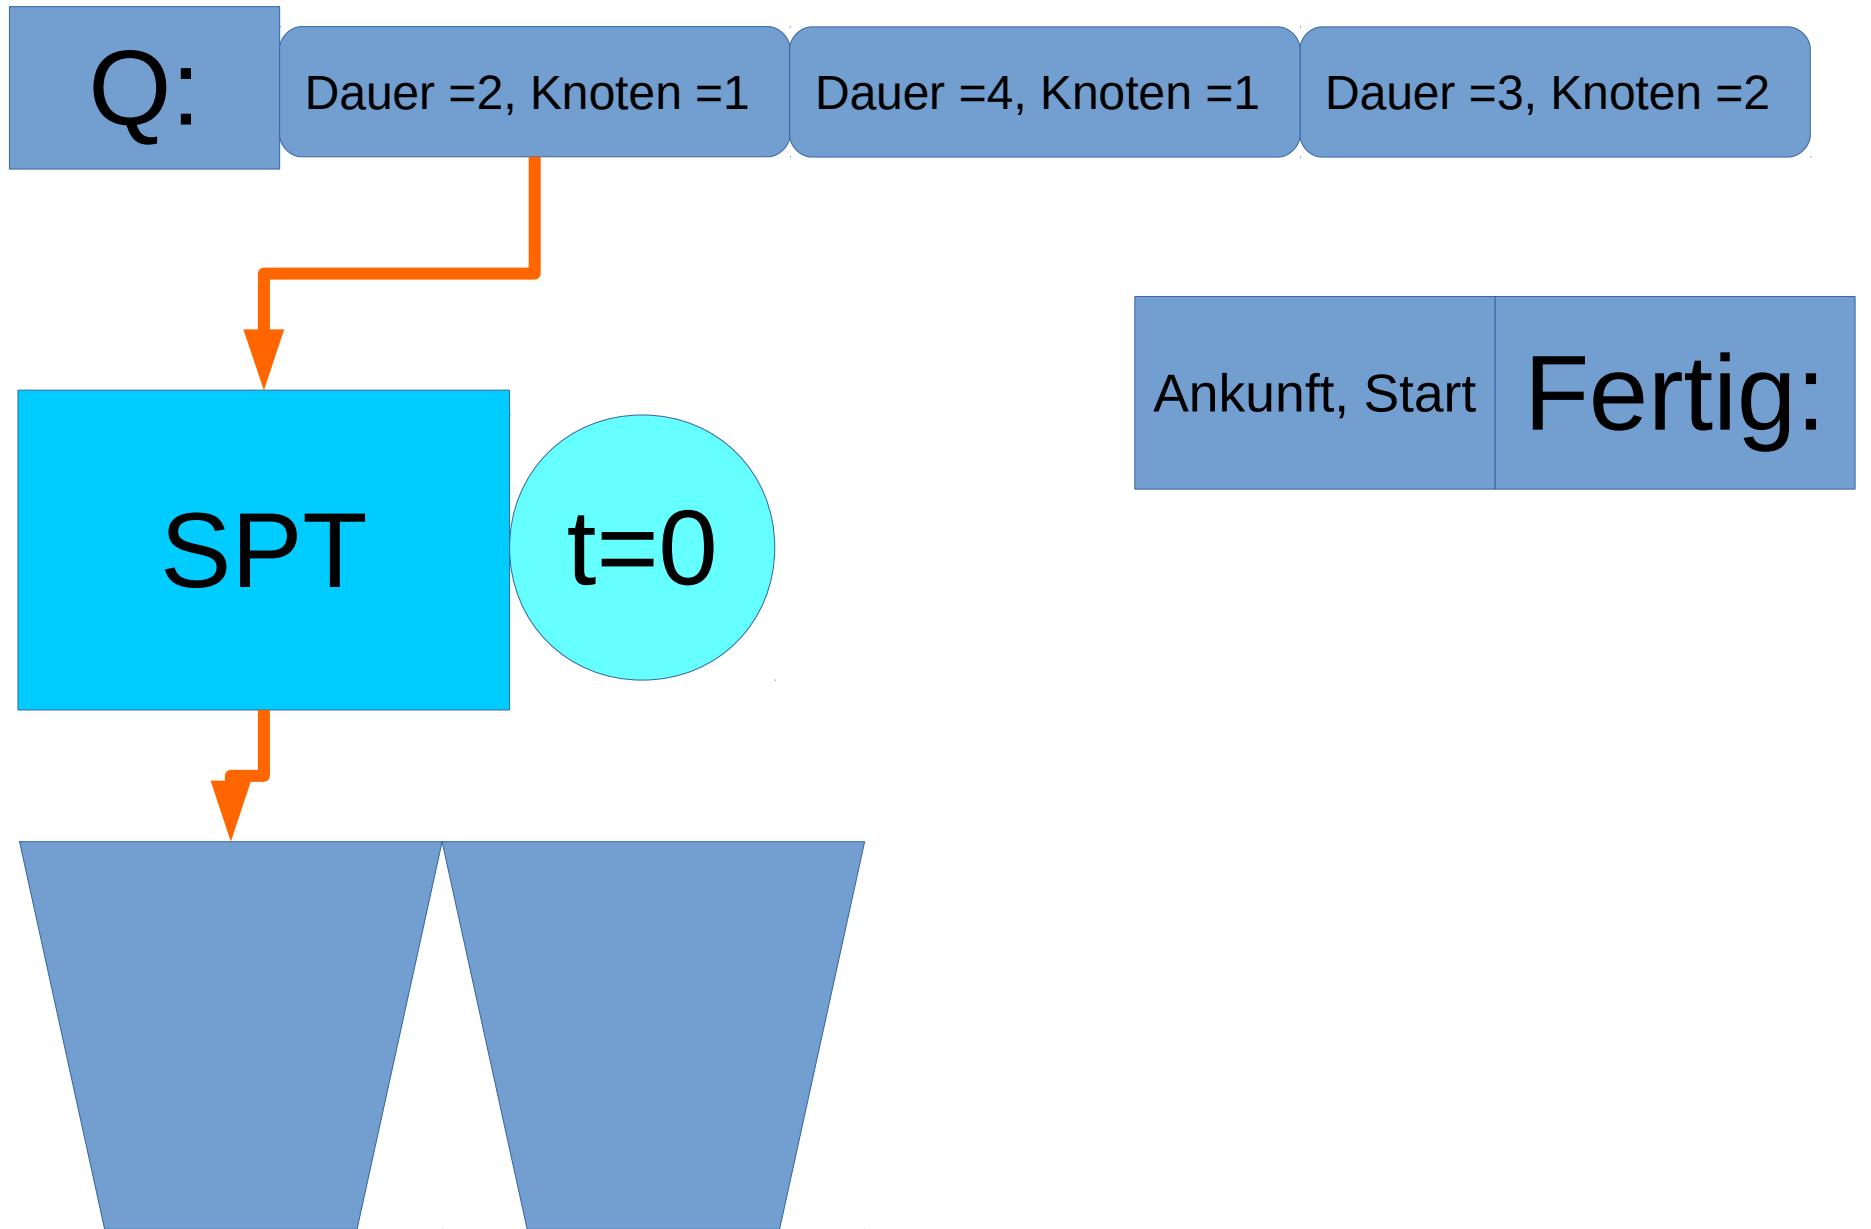 Q:
Dauer =2, Knoten =1
Dauer =4, Knoten =1
Dauer =3, Knoten =2
Ankunft, Start
Fertig:
SPT
t=0